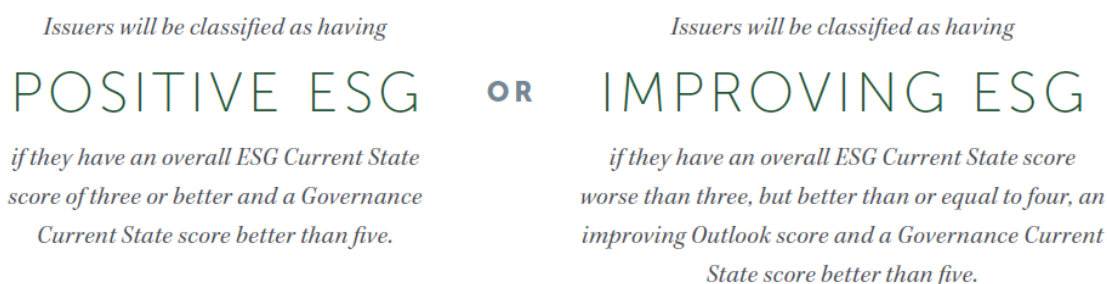 Issuers will be classified as having
POSITIVE ESG
if they have an overall ESG Current State
score of three or better and a Governance
Current State score better than five.
OR
Issuers will be classified as having
IMPROVING ESG
if they have an overall ESG Current State score
worse than three, but better than or equal to four, an
improving Outlook score and a Governance Current
State score better than five.